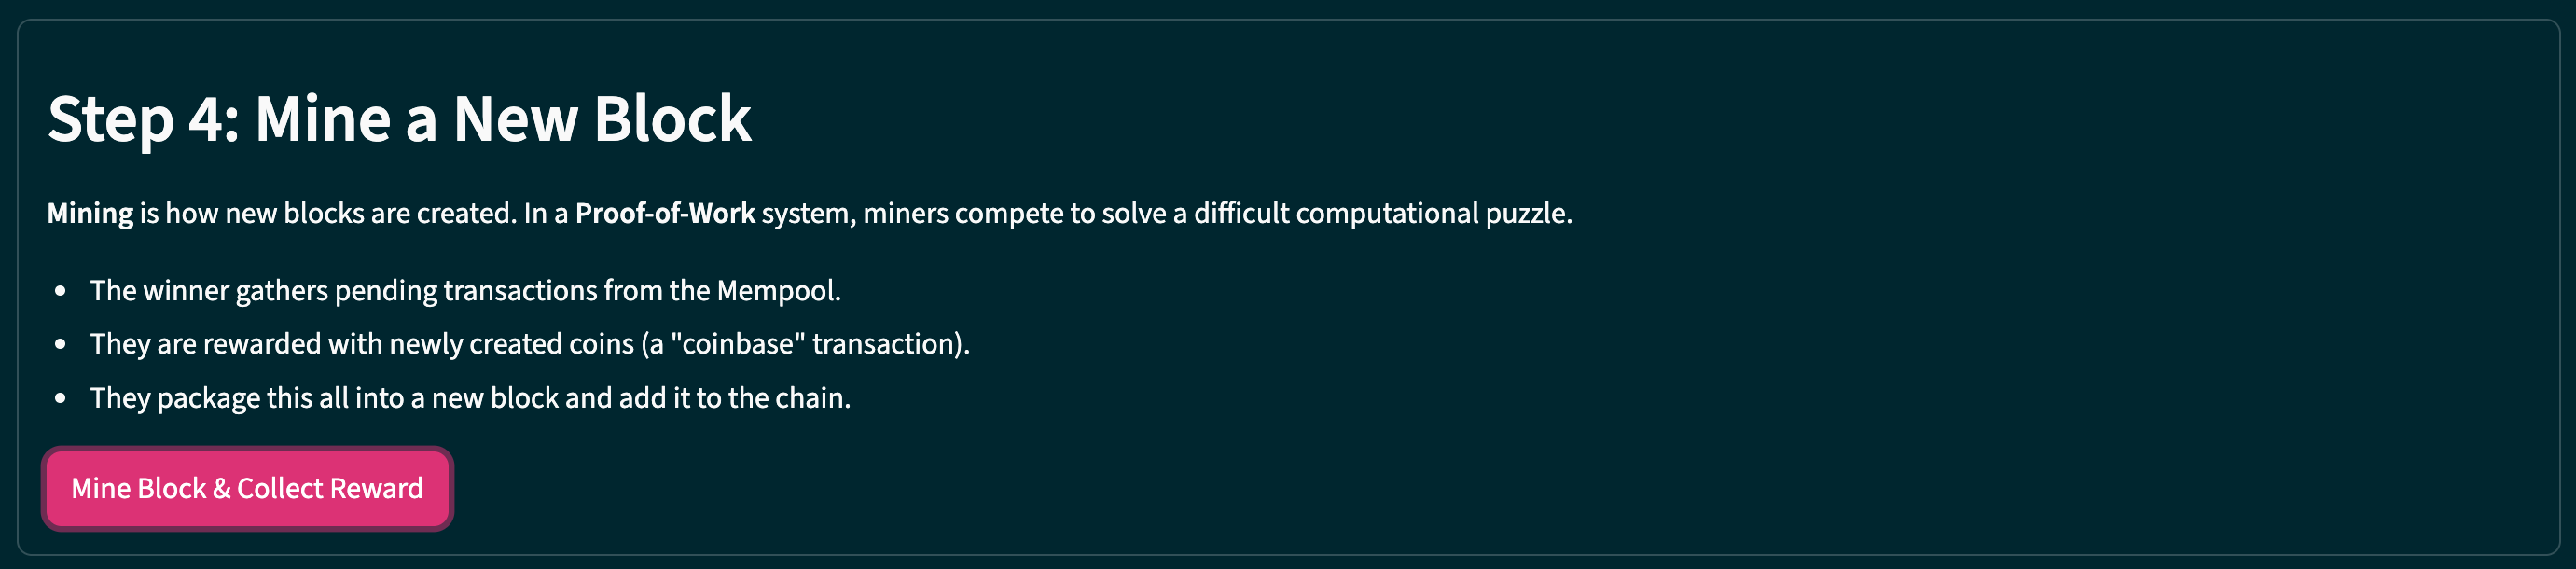 Step 4: Mine a New Block
Mining is how new blocks are created. In a Proof-of-Work system, miners compete to solve a difficult computational puzzle.
• The winner gathers pending transactions from the Mempool.
• They are rewarded with newly created coins (a "coinbase" transaction).
• They package this all into a new block and add it to the chain.
Mine Block & Collect Reward